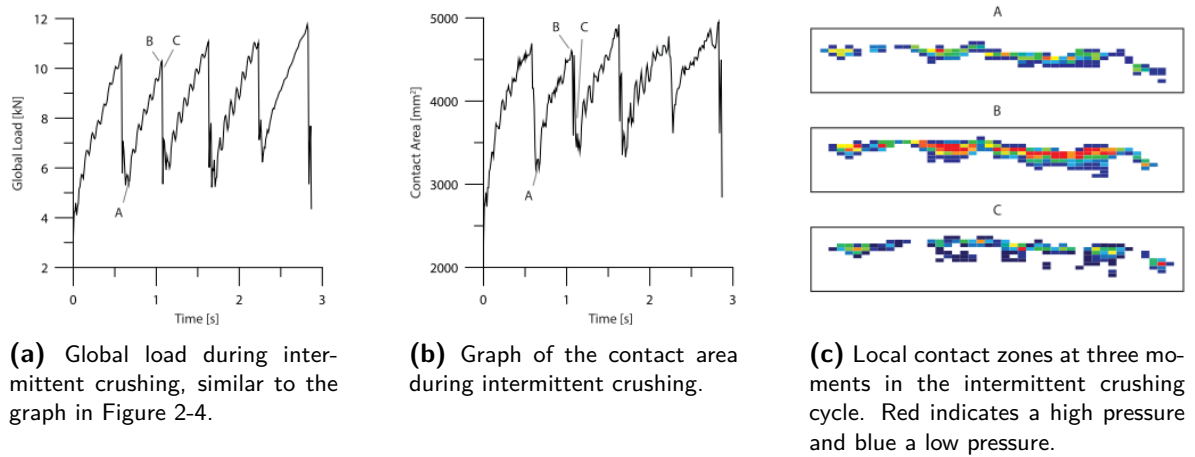 12
10
8
6
4
2
0
1
2
3
Global Load [kN]
Time [s]
A
B
C
5000
4000
3000
2000
0
1
2
3
Contact Area [mm²]
Time [s]
A
B
C
A
B
C
(a) Global load during inter-
mittent crushing, similar to the
graph in Figure 2-4.
(b) Graph of the contact area
during intermittent crushing.
(c) Local contact zones at three mo-
ments in the intermittent crushing
cycle. Red indicates a high pressure
and blue a low pressure.